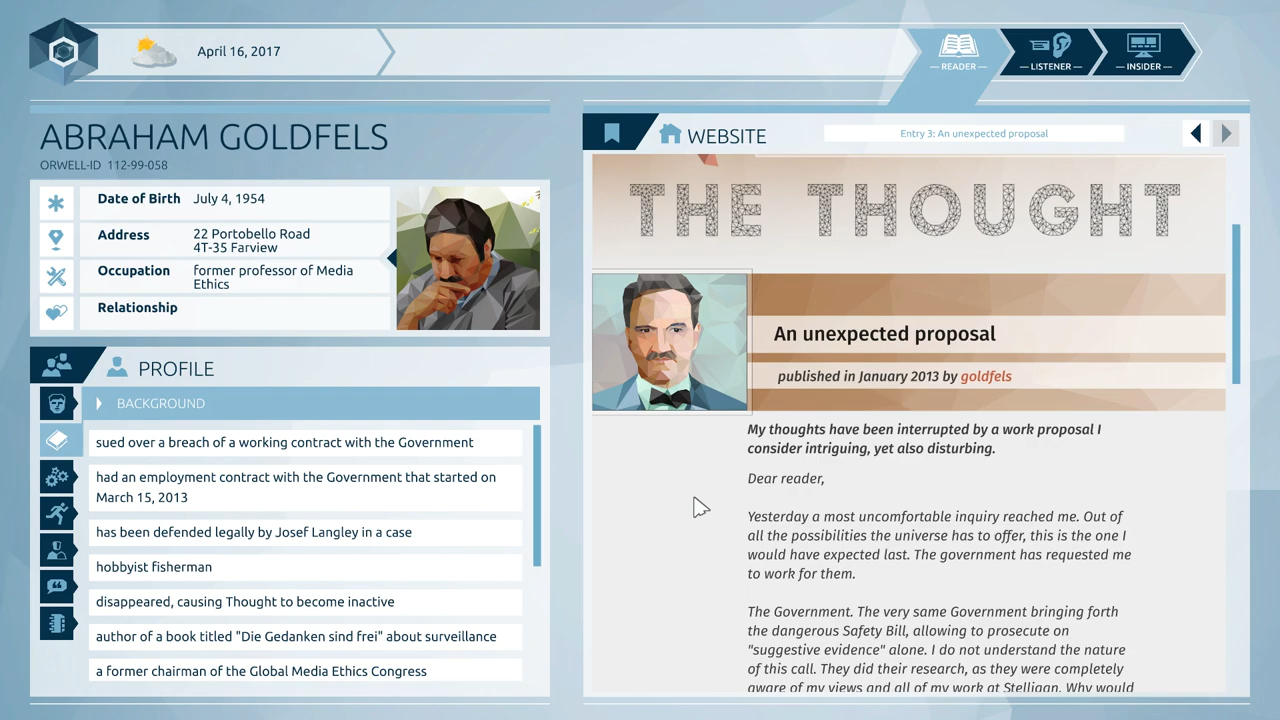 April 16, 2017
— READER —
— LISTENER —
— INSIDER —
ABRAHAM GOLDFELS
ORWELL-ID 112-99-058
Date of Birth July 4, 1954
Address 22 Portobello Road
4T-35 Farview
Occupation former professor of Media
Ethics
Relationship
PROFILE
BACKGROUND
sued over a breach of a working contract with the Government
had an employment contract with the Government that started on
March 15, 2013
has been defended legally by Josef Langley in a case
hobbyist fisherman
disappeared, causing Thought to become inactive
author of a book titled "Die Gedanken sind frei" about surveillance
a former chairman of the Global Media Ethics Congress
WEBSITE
Entry 3: An unexpected proposal
THE THOUGHT
An unexpected proposal
published in January 2013 by goldfels
My thoughts have been interrupted by a work proposal I
consider intriguing, yet also disturbing.
Dear reader,
Yesterday a most uncomfortable inquiry reached me. Out of
all the possibilities the universe has to offer, this is the one I
would have expected last. The government has requested me
to work for them.
The Government. The very same Government bringing forth
the dangerous Safety Bill, allowing to prosecute on
"suggestive evidence" alone. I do not understand the nature
of this call. They did their research, as they were completely
aware of my views and all of my work at Stelligan. Why would